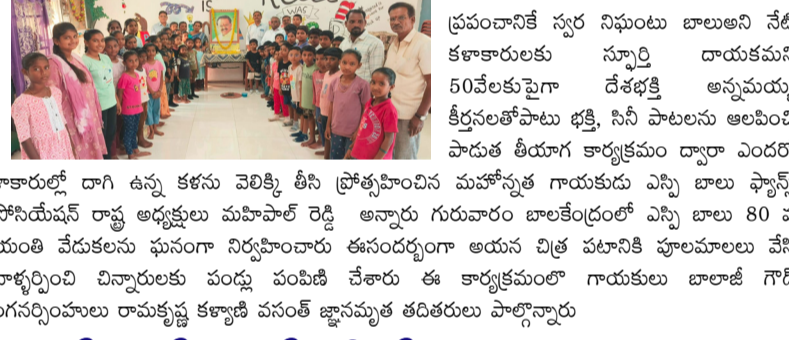 ప్రపంచానికే స్వర నిఘంటు బాలుఅని నేటి
కళాకారులకు స్ఫూర్తి దాయకమని
50వేలకుపైగా దేశభక్తి అన్నమయ్య
కీర్తనలతోపాటు భక్తి, సినీ పాటలను ఆలపించి
పాడుత తీయాగ కార్యక్రమం ద్వారా ఎందరో
కారుల్లో దాగి ఉన్న కళను వెలిక్కి తీసి ప్రోత్సహించిన మహోన్నత గాయకుడు ఎస్పి బాలు ఫ్యాన్స్
సోసియేషన్ రాష్ట్ర అధ్యక్షులు మహిపాల్ రెడ్డి అన్నారు గురువారం బాలకేంద్రంలో ఎస్పి బాలు 80 వ
యంతి వేడుకలను ఘనంగా నిర్వహించారు ఈసందర్భంగా అయన చిత్ర పటానికి పూలమాలలు వేసి
వాళ్ళర్పించి చిన్నారులకు పండ్లు పంపిణి చేశారు ఈ కార్యక్రమంలొ గాయకులు బాలాజీ గౌడ్
గనర్సింహులు రామకృష్ణ కళ్యాణి వసంత్ జ్ఞానమృత తదితరులు పాల్గొన్నారు